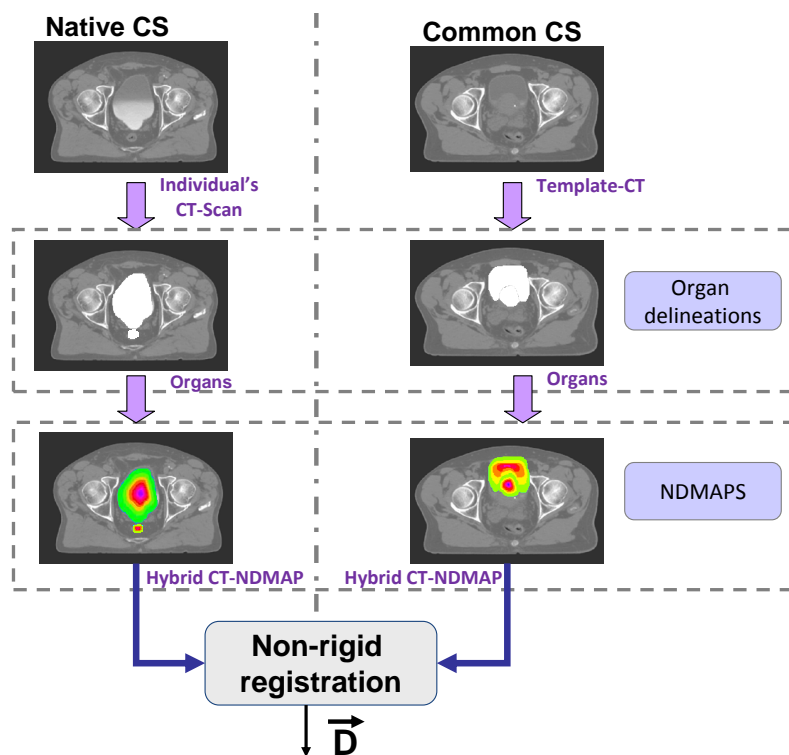 Native CS
Common CS
Individual's
CT-Scan
Template-CT
Organ
delineations
Organs
Organs
NDMAPS
Hybrid CT-NDMAP
Hybrid CT-NDMAP
Non-rigid
registration
D